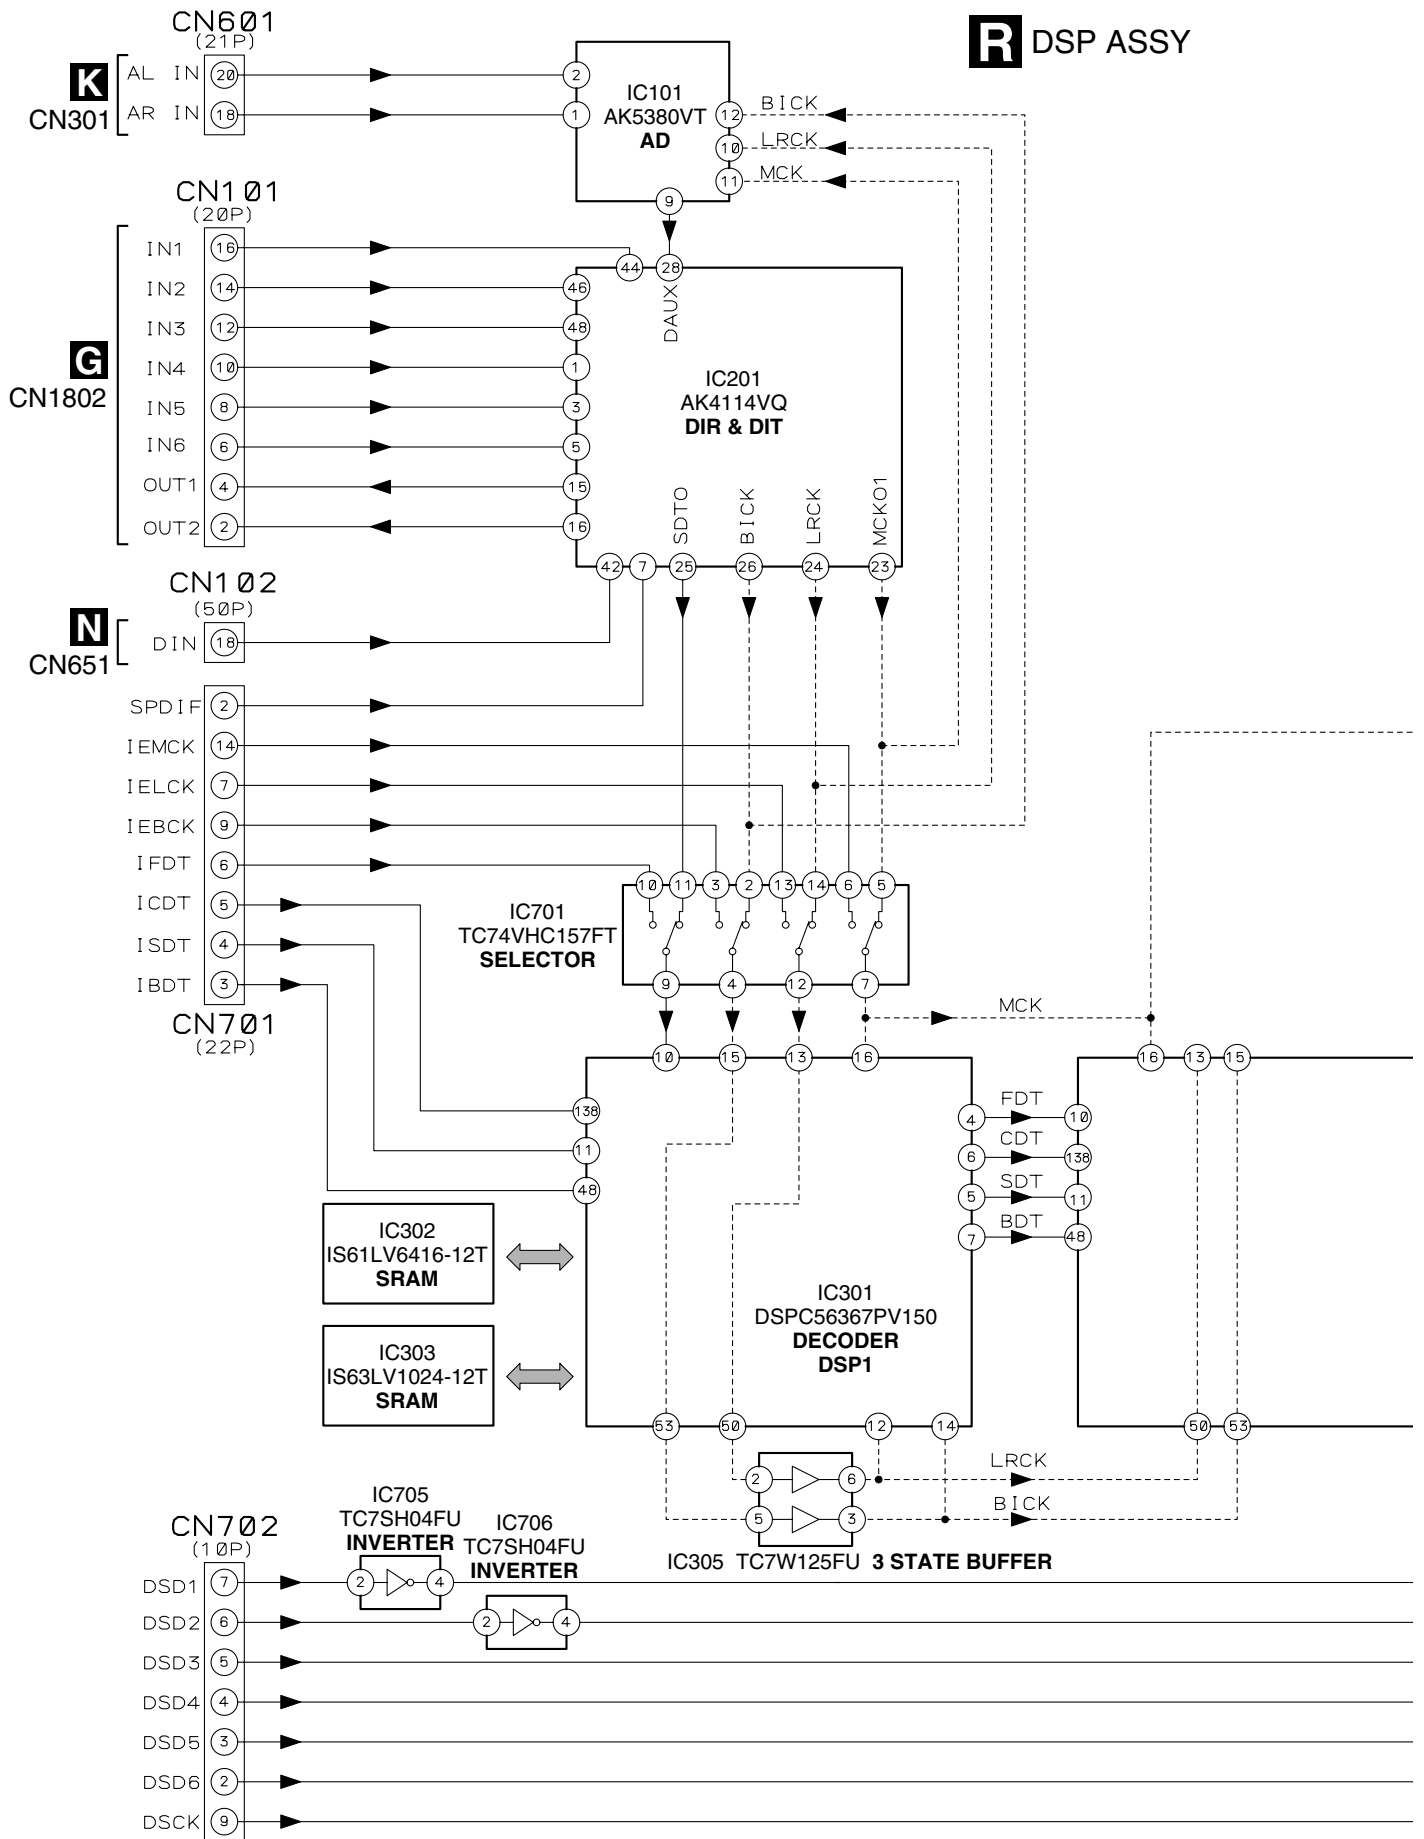 R DSP ASSY
CN601
(21P)
K
CN301
AL IN 20
AR IN 18
2
1
IC101
AK5380VT
AD
12 BICK
10 LRCK
11 MCK
9
CN101
(20P)
G
CN1802
IN1 16
IN2 14
IN3 12
IN4 10
IN5 8
IN6 6
OUT1 4
OUT2 2
44
28
DAUX
46
48
1
3
5
15
16
IC201
AK4114VQ
DIR & DIT
SDTO
BICK
LRCK
MCKO1
42 7 25 26 24 23
CN102
(50P)
N
CN651
DIN 18
SPDIF 2
IEMCK 14
IELCK 7
IEBCK 9
IFDT 6
ICDT 5
ISDT 4
IBDT 3
CN701
(22P)
10 11 3 2 13 14 6 5
IC701
TC74VHC157FT
SELECTOR
9 4 12 7
MCK
10 15 13 16
16 13 15
138
11
48
4 FDT 10
6 CDT 138
5 SDT 11
7 BDT 48
IC302
IS61LV6416-12T
SRAM
IC303
IS63LV1024-12T
SRAM
IC301
DSPC56367PV150
DECODER
DSP1
53 50 12 14
50 53
2 6
LRCK
5 3
BICK
IC305 TC7W125FU 3 STATE BUFFER
CN702
(10P)
IC705
TC7SH04FU
INVERTER
IC706
TC7SH04FU
INVERTER
DSD1 7 2 4
DSD2 6 2 4
DSD3 5
DSD4 4
DSD5 3
DSD6 2
DSCK 9